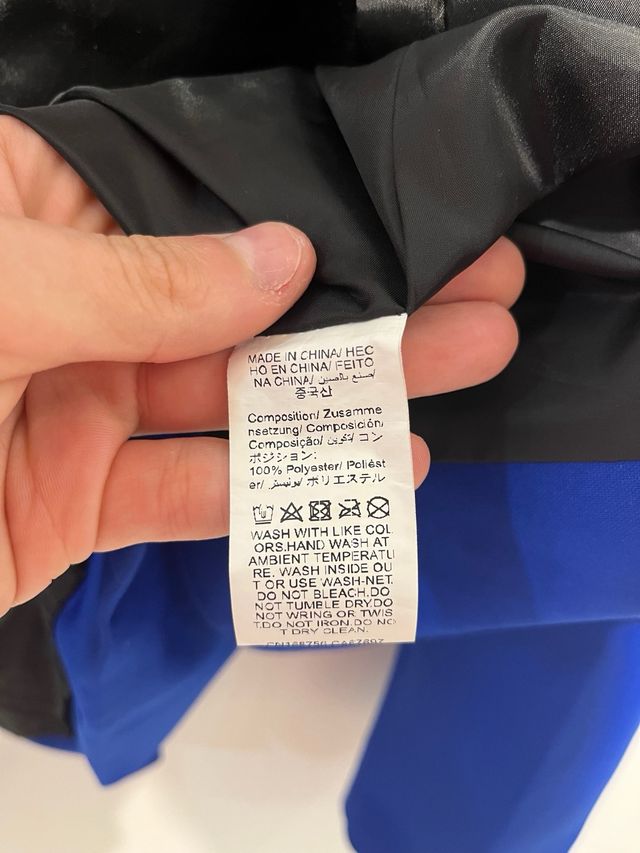 MADE IN CHINA/ HEC
HO EN CHINA/ FEITO
NA CHINA/ صنع بالصين/
중국산
Composition/ Zusamme
nsetzung/ Composición/
Composição/ تكوين/ コン
ポジション:
100% Polyester/ Poliést
er/ بوليستر/ ポリエステル
WASH WITH LIKE COL
ORS.HAND WASH AT
AMBIENT TEMPERATU
RE. WASH INSIDE OU
T OR USE WASH-NET.
DO NOT BLEACH.DO
NOT TUMBLE DRY.DO
NOT WRING OR TWIS
T.DO NOT IRON.DO NO
T DRY CLEAN.